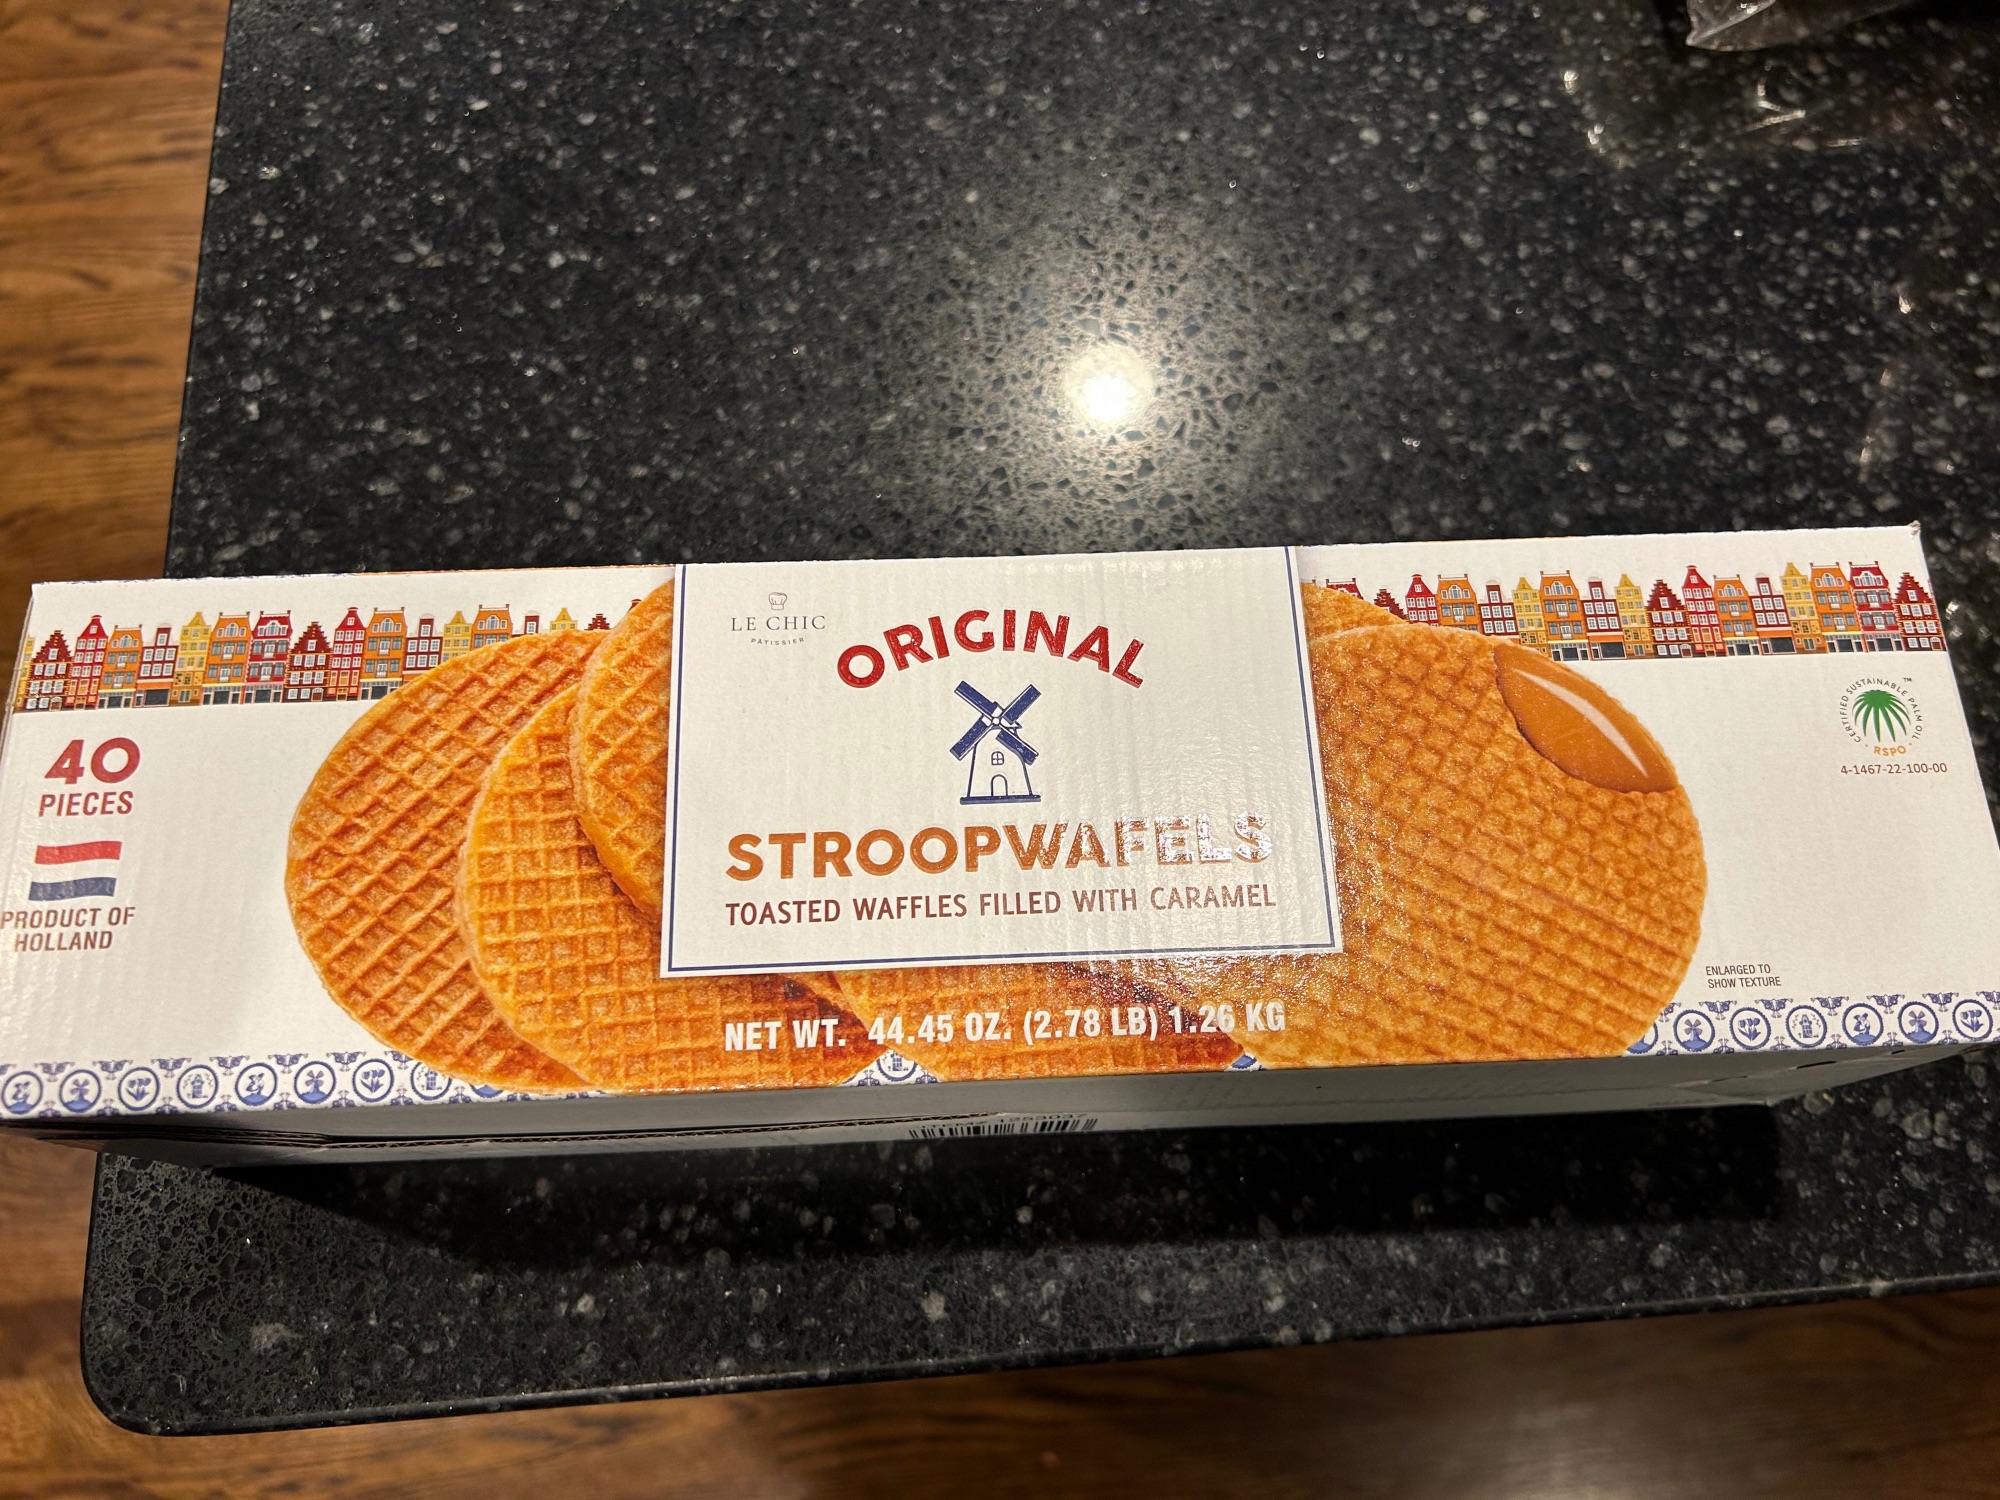 LE CHIC
PÂTISSIER
ORIGINAL
STROOPWAFELS
TOASTED WAFFLES FILLED WITH CARAMEL
NET WT. 44.45 OZ. (2.78 LB) 1.26 KG
40
PIECES
PRODUCT OF
HOLLAND
CERTIFIED SUSTAINABLE PALM OIL ™
RSPO
4-1467-22-100-00
ENLARGED TO
SHOW TEXTURE